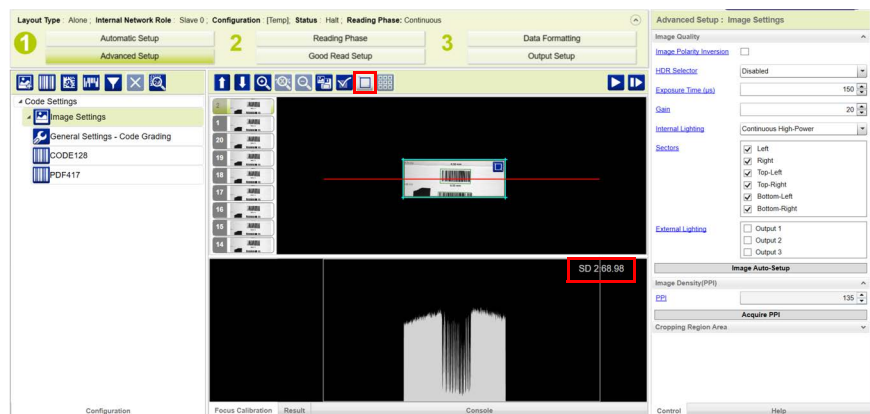 Layout Type : Alone ; Internal Network Role : Slave 0 ; Configuration : [Temp]; Status : Halt ; Reading Phase: Continuous
1
Automatic Setup
Advanced Setup
2
Reading Phase
Good Read Setup
3
Data Formatting
Output Setup
Code Settings
Image Settings
General Settings - Code Grading
CODE128
PDF417
2
1
20
19
18
17
16
15
14
SD 2 68.98
Configuration
Focus Calibration
Result
Console
Advanced Setup : Image Settings
Image Quality
Image Polarity Inversion
HDR Selector
Disabled
Exposure Time (µs)
150
Gain
20
Internal Lighting
Continuous High-Power
Sectors
Left
Right
Top-Left
Top-Right
Bottom-Left
Bottom-Right
External Lighting
Output 1
Output 2
Output 3
Image Auto-Setup
Image Density(PPI)
PPI
135
Acquire PPI
Cropping Region Area
Control
Help